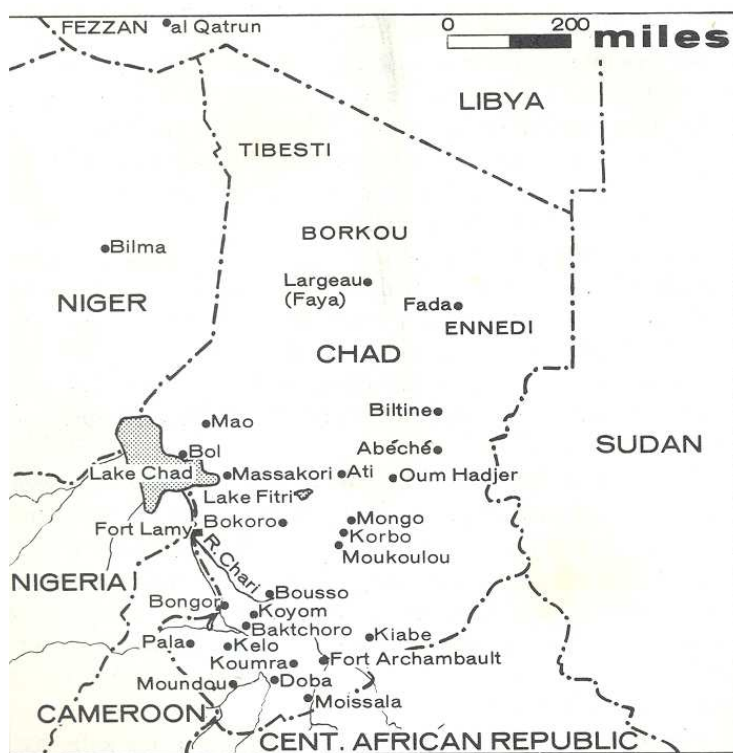 FEZZAN
al Qatrun
0 200
miles
LIBYA
TIBESTI
BORKOU
Bilma
Largeau
(Faya)
Fada
NIGER
ENNEDI
CHAD
Biltine
Mao
SUDAN
Bol
Abéché
Lake Chad
Massakori
Ati
Oum Hadjer
Lake Fitri
Fort Lamy
Bokoro
Mongo
Korbo
R. Chari
Moukoulou
NIGERIA
Bousso
Bongor
Koyom
Baktchoro
Kiabe
Pala
Kelo
Koumra
Fort Archambault
Moundou
Doba
Moissala
CAMEROON
CENT. AFRICAN REPUBLIC